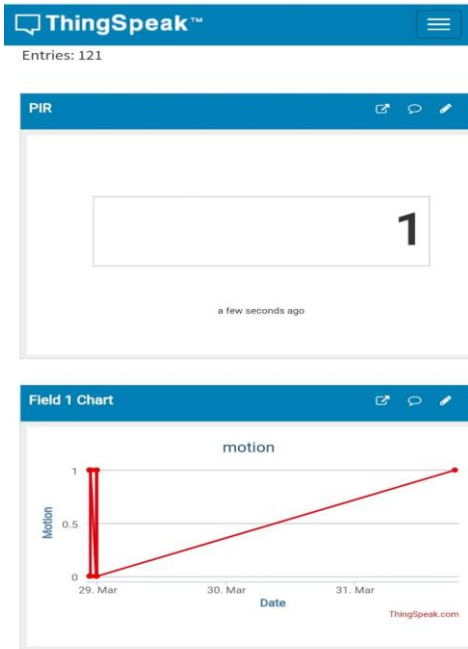 ThingSpeak™
Entries: 121
PIR
1
a few seconds ago
Field 1 Chart
motion
1
0.5
0
Motion
29. Mar 30. Mar 31. Mar
Date
ThingSpeak.com